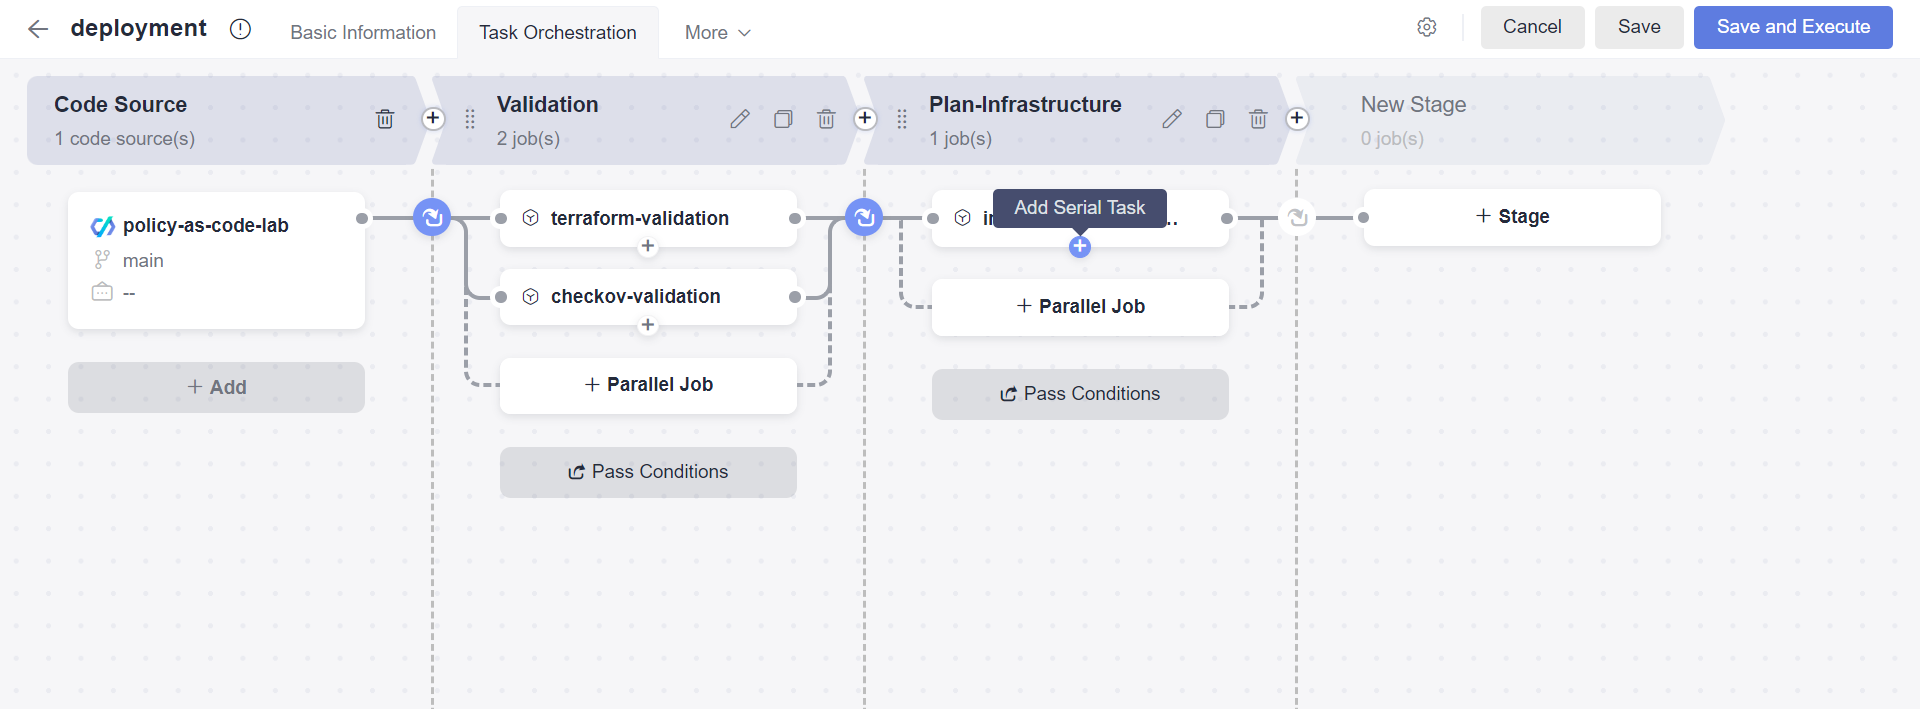 deployment
Basic Information
Task Orchestration
More
Cancel
Save
Save and Execute
Code Source
1 code source(s)
Validation
2 job(s)
Plan-Infrastructure
1 job(s)
New Stage
0 job(s)
policy-as-code-lab
main
--
+ Add
terraform-validation
checkov-validation
+ Parallel Job
Pass Conditions
Add Serial Task
+ Parallel Job
Pass Conditions
+ Stage